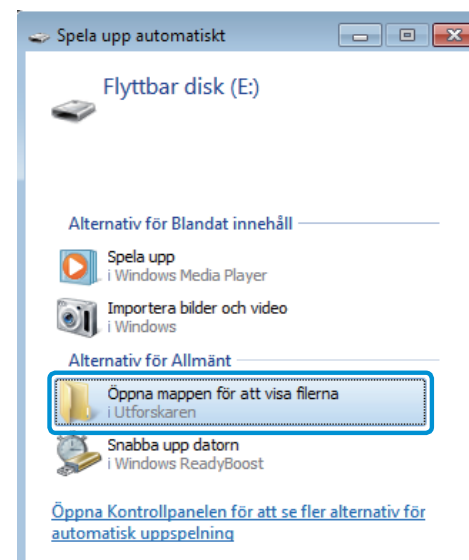 Spela upp automatiskt
Flyttbar disk (E:)
Alternativ för Blandat innehåll
Spela upp
i Windows Media Player
Importera bilder och video
i Windows
Alternativ för Allmänt
Öppna mappen för att visa filerna
i Utforskaren
Snabba upp datorn
i Windows ReadyBoost
Öppna Kontrollpanelen för att se fler alternativ för
automatisk uppspelning